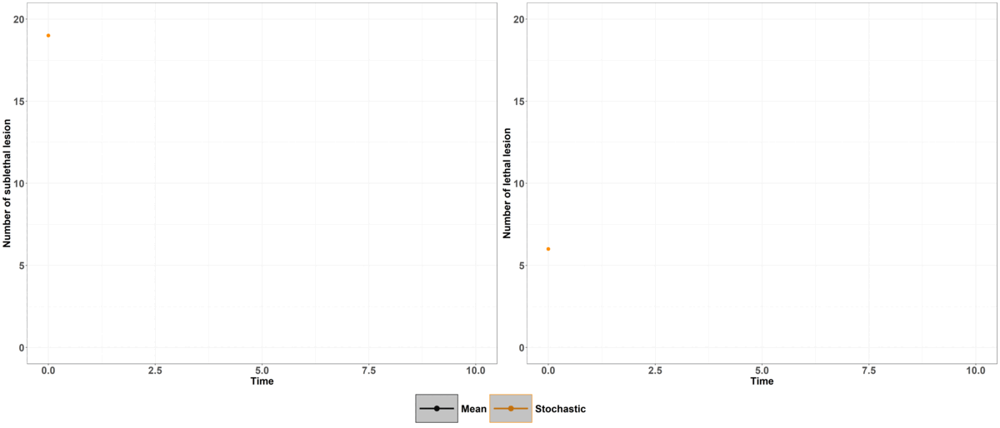 Number of sublethal lesion
20
15
10
5
0
0.0 2.5 5.0 7.5 10.0
Time
Number of lethal lesion
20
15
10
5
0
0.0 2.5 5.0 7.5 10.0
Time
Mean Stochastic